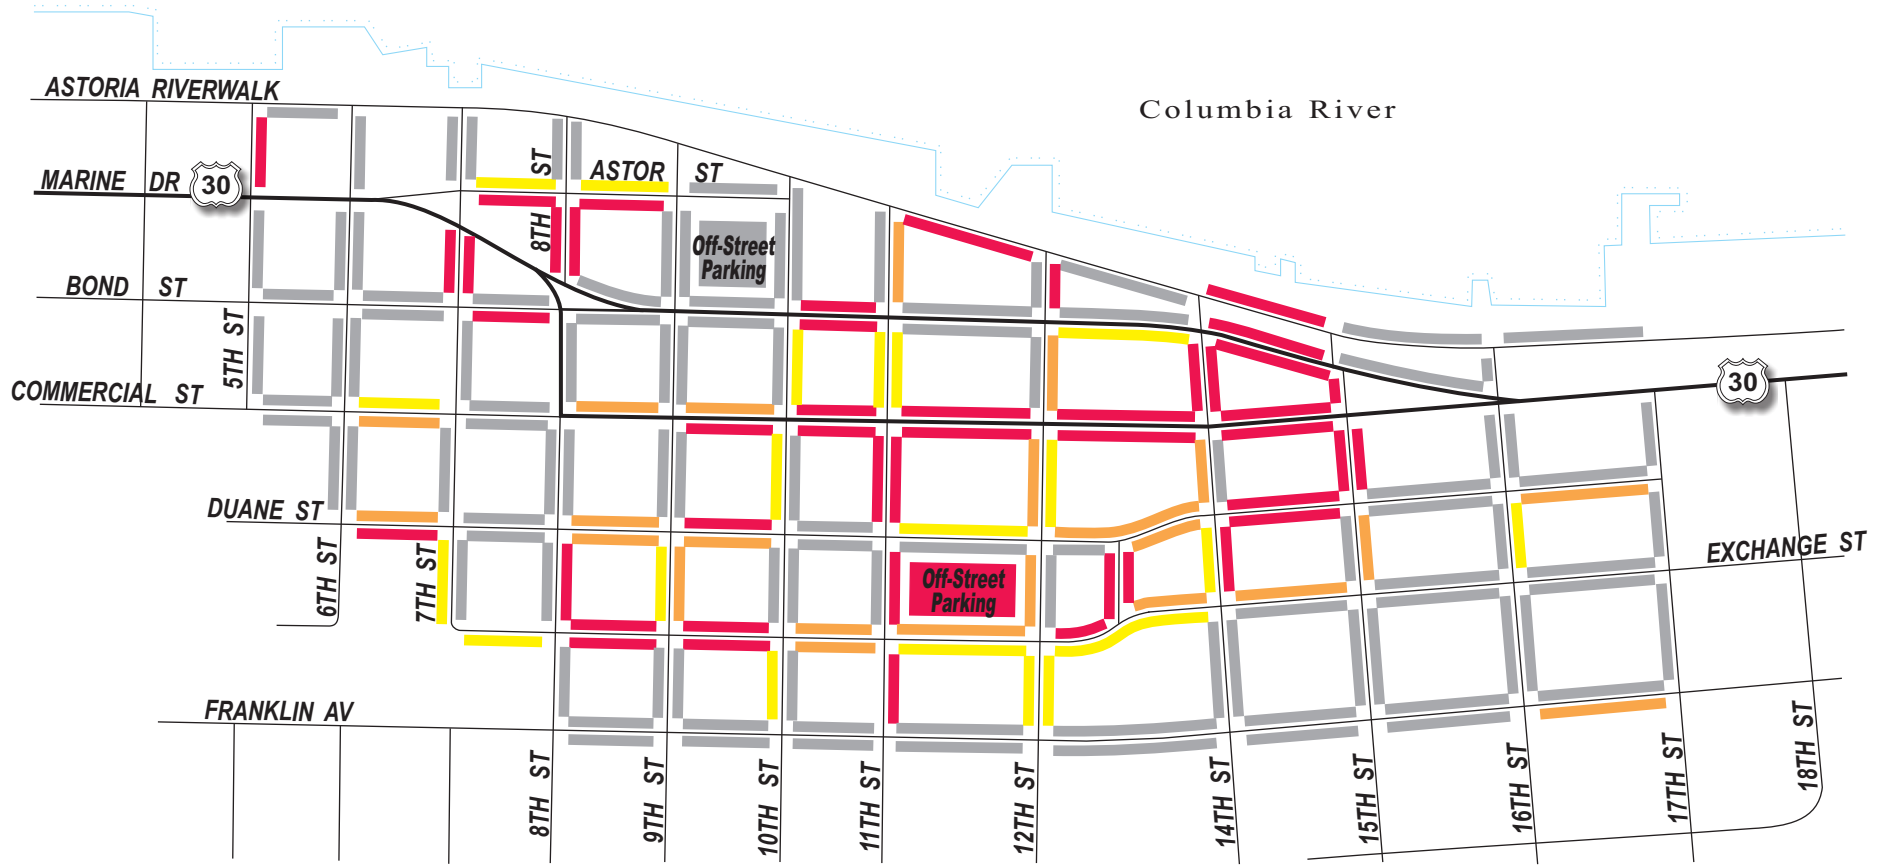 ASTORIA RIVERWALK
Columbia River
MARINE DR
30
8TH ST
ASTOR ST
Off-Street
Parking
BOND ST
5TH ST
COMMERCIAL ST
30
DUANE ST
6TH ST
7TH ST
Off-Street
Parking
EXCHANGE ST
FRANKLIN AV
8TH ST
9TH ST
10TH ST
11TH ST
12TH ST
14TH ST
15TH ST
16TH ST
17TH ST
18TH ST